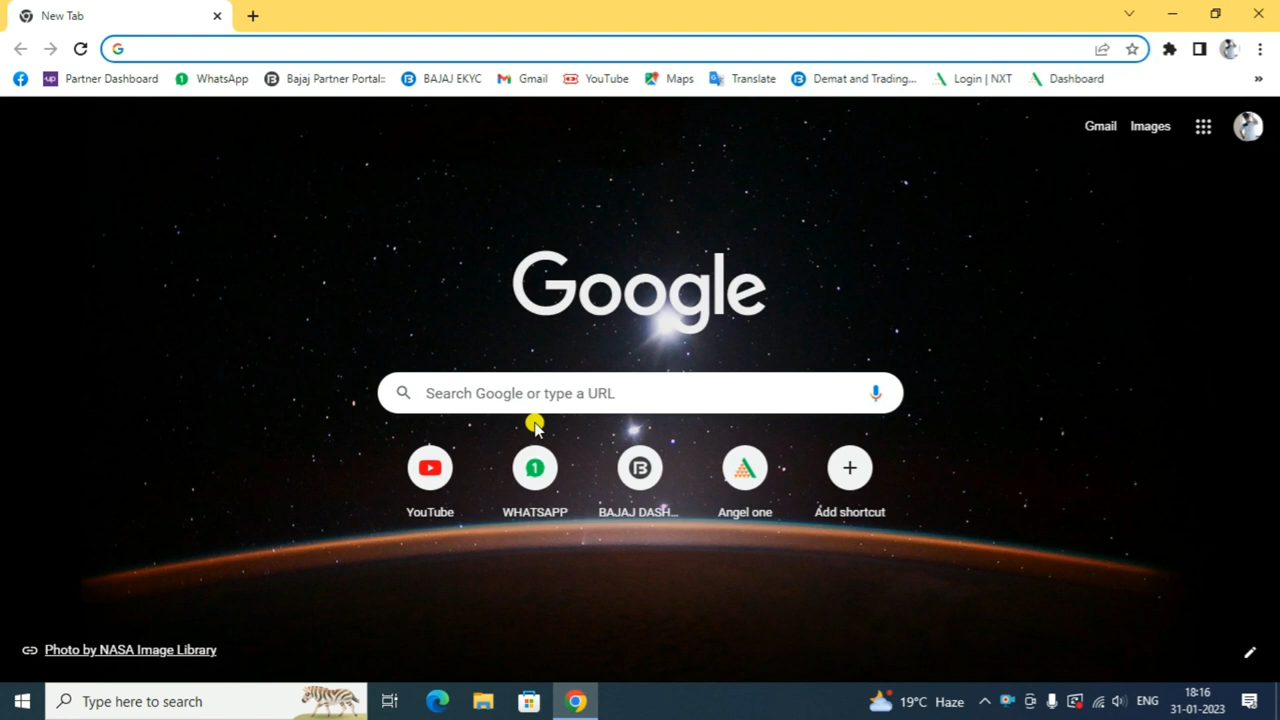 New Tab
Partner Dashboard WhatsApp Bajaj Partner Portal:: BAJAJ EKYC Gmail YouTube Maps Translate Demat and Trading... Login | NXT Dashboard »
Gmail Images
Google
Search Google or type a URL
YouTube WHATSAPP BAJAJ DASH... Angel one Add shortcut
Photo by NASA Image Library
Type here to search
19°C Haze
ENG
18:16
31-01-2023